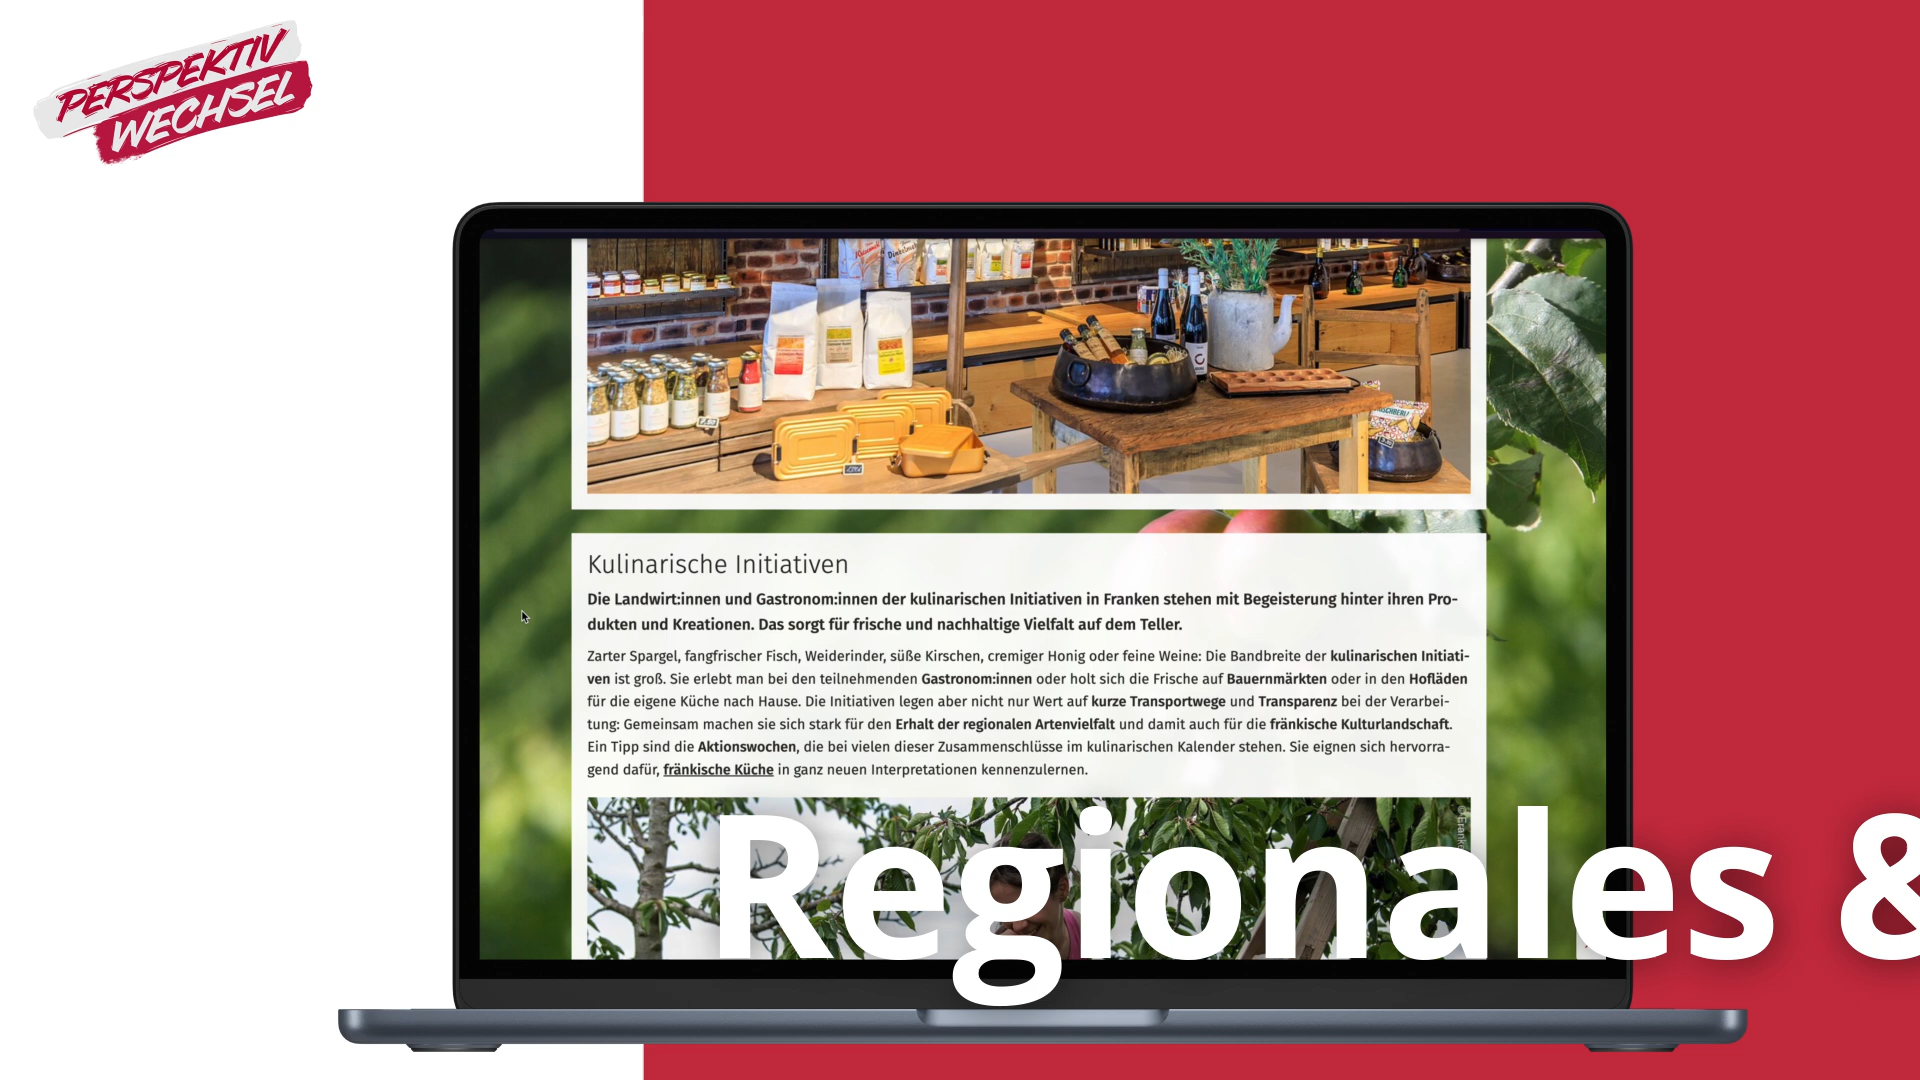 PERSPEKTIV
WECHSEL
Kulinarische Initiativen
Die Landwirt:innen und Gastronom:innen der kulinarischen Initiativen in Franken stehen mit Begeisterung hinter ihren Pro-
dukten und Kreationen. Das sorgt für frische und nachhaltige Vielfalt auf dem Teller.
Zarter Spargel, fangfrischer Fisch, Weiderinder, süße Kirschen, cremiger Honig oder feine Weine: Die Bandbreite der kulinarischen Initiati-
ven ist groß. Sie erlebt man bei den teilnehmenden Gastronom:innen oder holt sich die Frische auf Bauernmärkten oder in den Hofläden
für die eigene Küche nach Hause. Die Initiativen legen aber nicht nur Wert auf kurze Transportwege und Transparenz bei der Verarbei-
tung: Gemeinsam machen sie sich stark für den Erhalt der regionalen Artenvielfalt und damit auch für die fränkische Kulturlandschaft.
Ein Tipp sind die Aktionswochen, die bei vielen dieser Zusammenschlüsse im kulinarischen Kalender stehen. Sie eignen sich hervorra-
gend dafür, fränkische Küche in ganz neuen Interpretationen kennenzulernen.
Regionales &